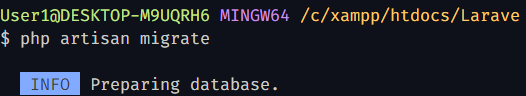 User1@DESKTOP-M9UQRH6 MINGW64 /c/xampp/htdocs/Larave
$ php artisan migrate
INFO Preparing database.